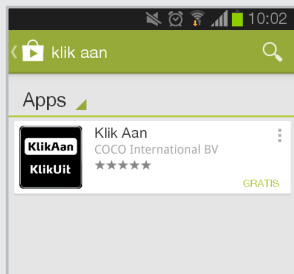 10:02
klik aan
Apps
KlikAan
KlikUit
Klik Aan
COCO International BV
GRATIS